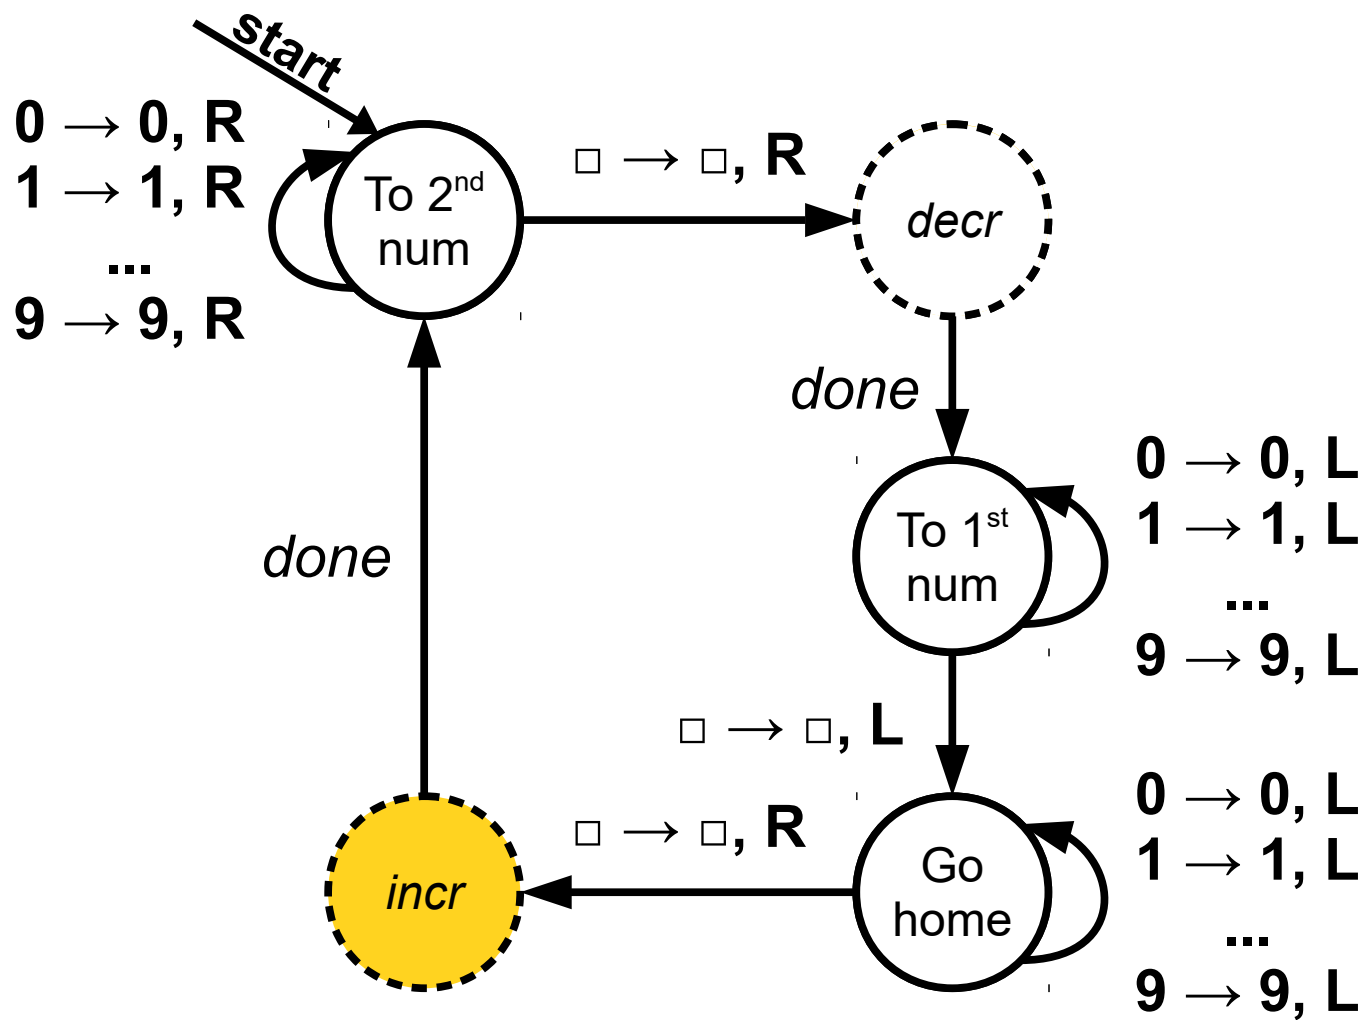 start
0 → 0, R
1 → 1, R
...
9 → 9, R
To 2nd
num
□ → □, R
decr
done
0 → 0, L
1 → 1, L
...
9 → 9, L
To 1st
num
done
□ → □, L
0 → 0, L
1 → 1, L
...
9 → 9, L
Go
home
□ → □, R
incr